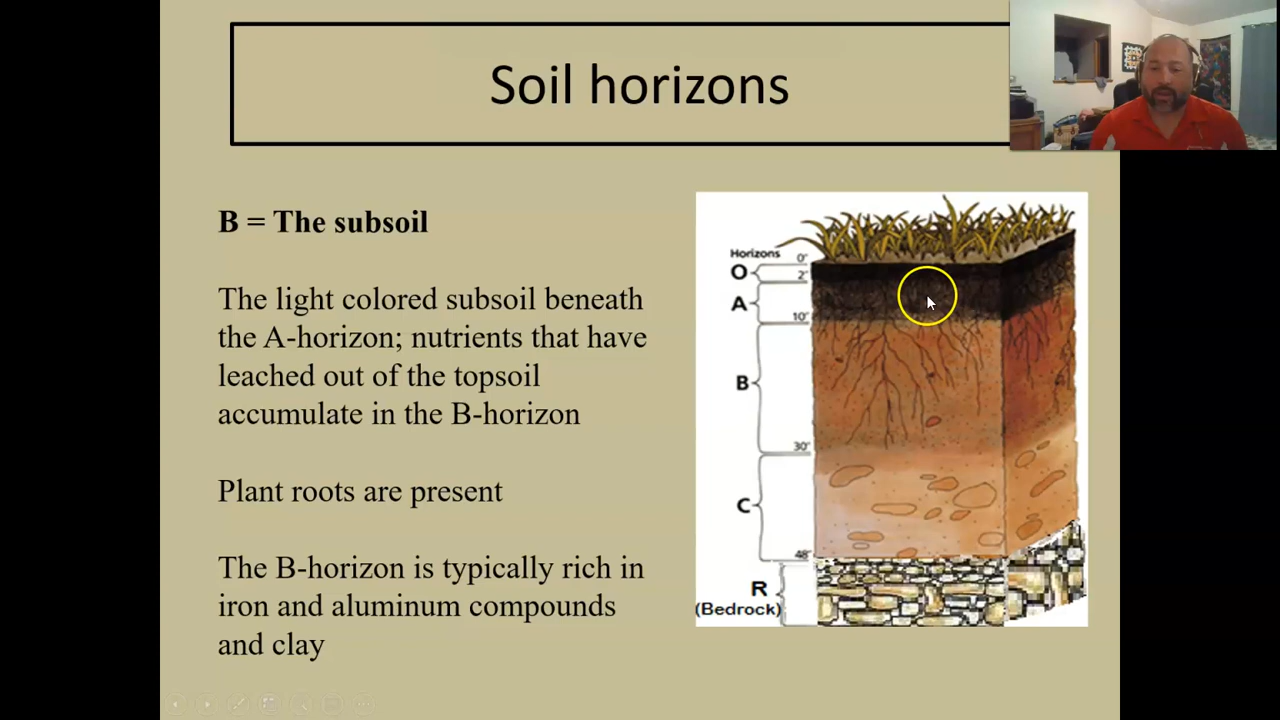 Soil horizons
B = The subsoil
The light colored subsoil beneath
the A-horizon; nutrients that have
leached out of the topsoil
accumulate in the B-horizon
Plant roots are present
The B-horizon is typically rich in
iron and aluminum compounds
and clay
Horizons
0"
O
2"
A
10"
B
30"
C
48"
R
(Bedrock)